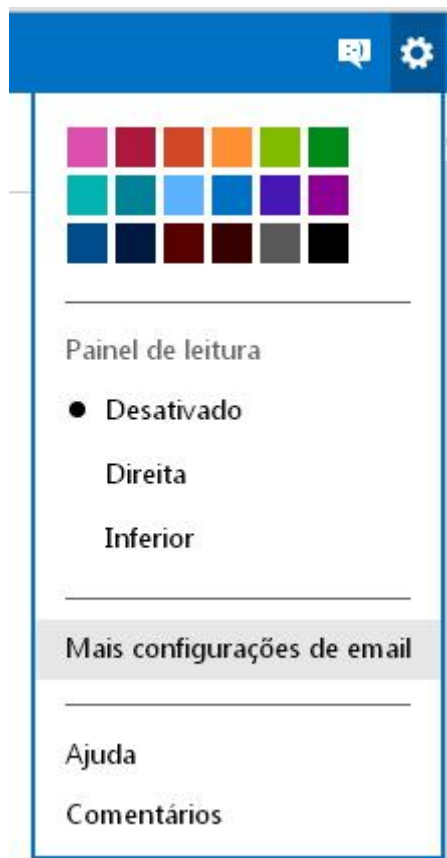 :-)
Painel de leitura
Desativado
Direita
Inferior
Mais configurações de email
Ajuda
Comentários